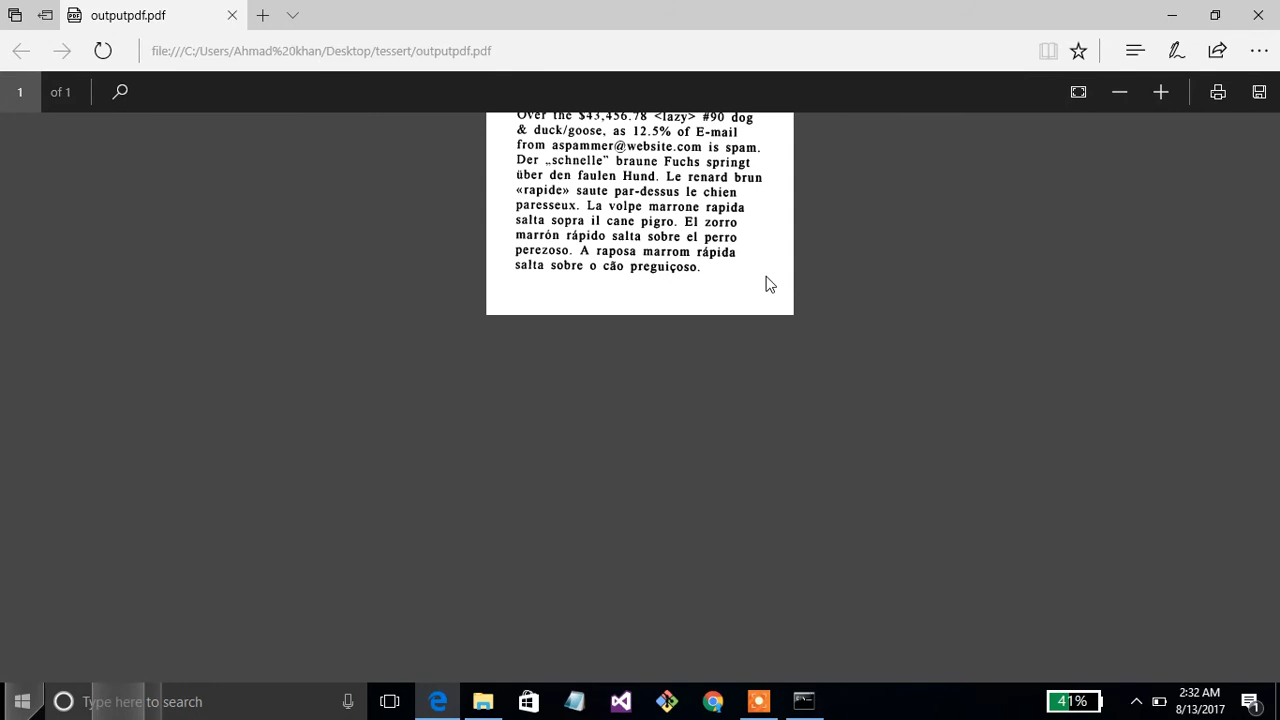 outputpdf.pdf
file:///C:/Users/Ahmad%20khan/Desktop/tessert/outputpdf.pdf
1 of 1
Over the $43,456.78 <lazy> #90 dog
& duck/goose, as 12.5% of E-mail
from aspammer@website.com is spam.
Der „schnelle” braune Fuchs springt
über den faulen Hund. Le renard brun
«rapide» saute par-dessus le chien
paresseux. La volpe marrone rapida
salta sopra il cane pigro. El zorro
marrón rápido salta sobre el perro
perezoso. A raposa marrom rápida
salta sobre o cão preguiçoso.
Type here to search
41%
2:32 AM
8/13/2017
1